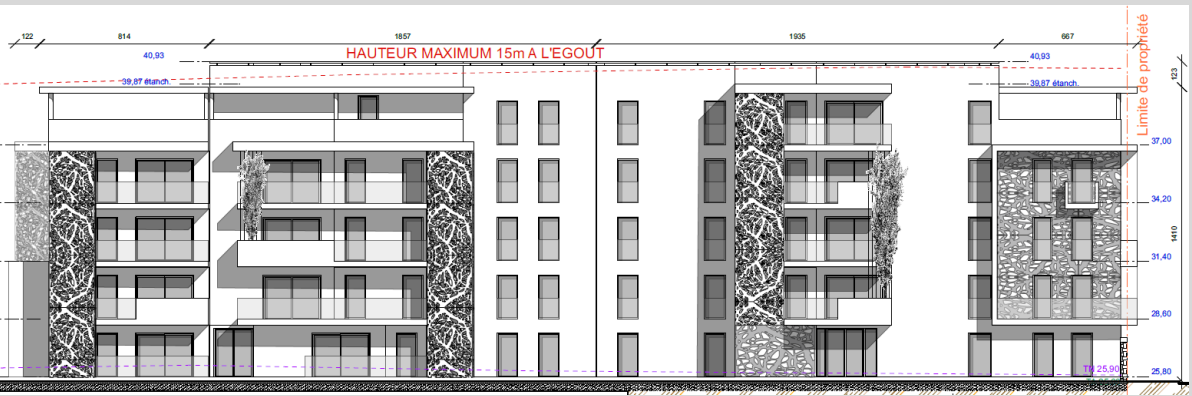 122
814
1857
1935
667
HAUTEUR MAXIMUM 15m A L'EGOUT
40,93
40,93
39,87 étanch.
39,87 étanch.
Limite de propriété
123
37,00
34,20
1410
31,40
28,60
TN 25,90
25,80